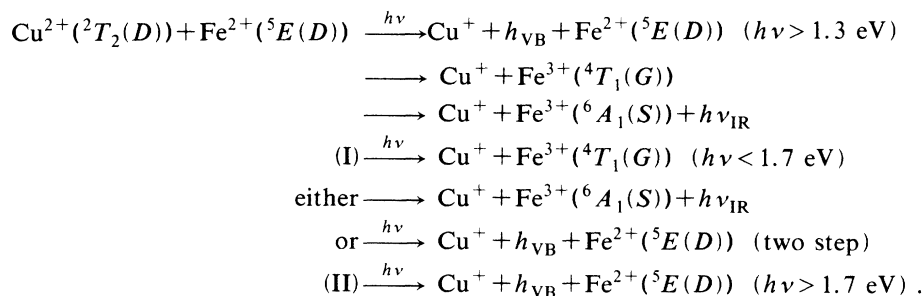 Cu²⁺(²T₂(D))+Fe²⁺(⁵E(D)) —hν→ Cu⁺+h_VB+Fe²⁺(⁵E(D)) (hν>1.3 eV)
⟶ Cu⁺+Fe³⁺(⁴T₁(G))
⟶ Cu⁺+Fe³⁺(⁶A₁(S))+hν_IR
(I) —hν→ Cu⁺+Fe³⁺(⁴T₁(G)) (hν<1.7 eV)
either ⟶ Cu⁺+Fe³⁺(⁶A₁(S))+hν_IR
or —hν→ Cu⁺+h_VB+Fe²⁺(⁵E(D)) (two step)
(II) —hν→ Cu⁺+h_VB+Fe²⁺(⁵E(D)) (hν>1.7 eV) .